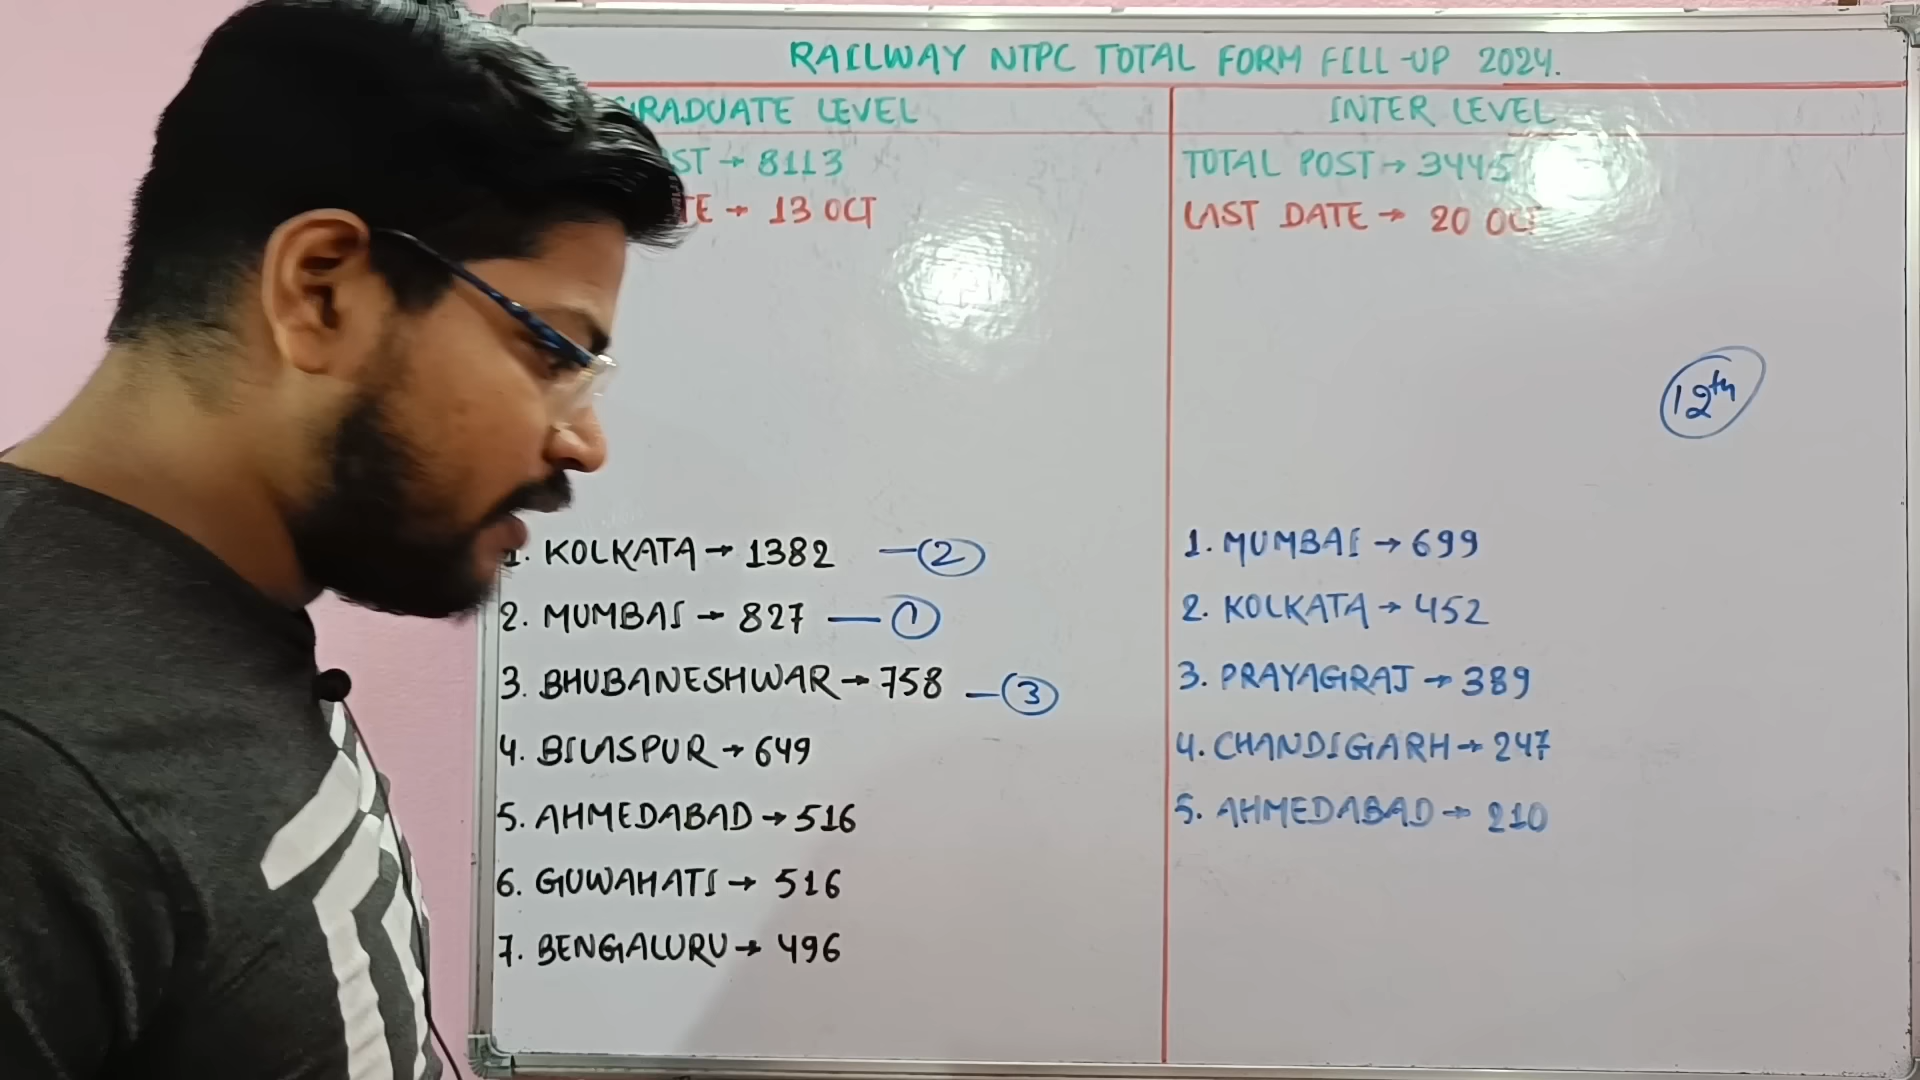 RAILWAY NTPC TOTAL FORM FILL-UP 2024.
GRADUATE LEVEL
ST → 8113
TE → 13 OCT
1. KOLKATA → 1382 — 2
2. MUMBAI → 827 — 1
3. BHUBANESHWAR → 758 — 3
4. BILASPUR → 649
5. AHMEDABAD → 516
6. GUWAHATI → 516
7. BENGALURU → 496
INTER LEVEL
TOTAL POST → 3445
LAST DATE → 20 OCT
12th
1. MUMBAI → 699
2. KOLKATA → 452
3. PRAYAGRAJ → 389
4. CHANDIGARH → 247
5. AHMEDABAD → 210